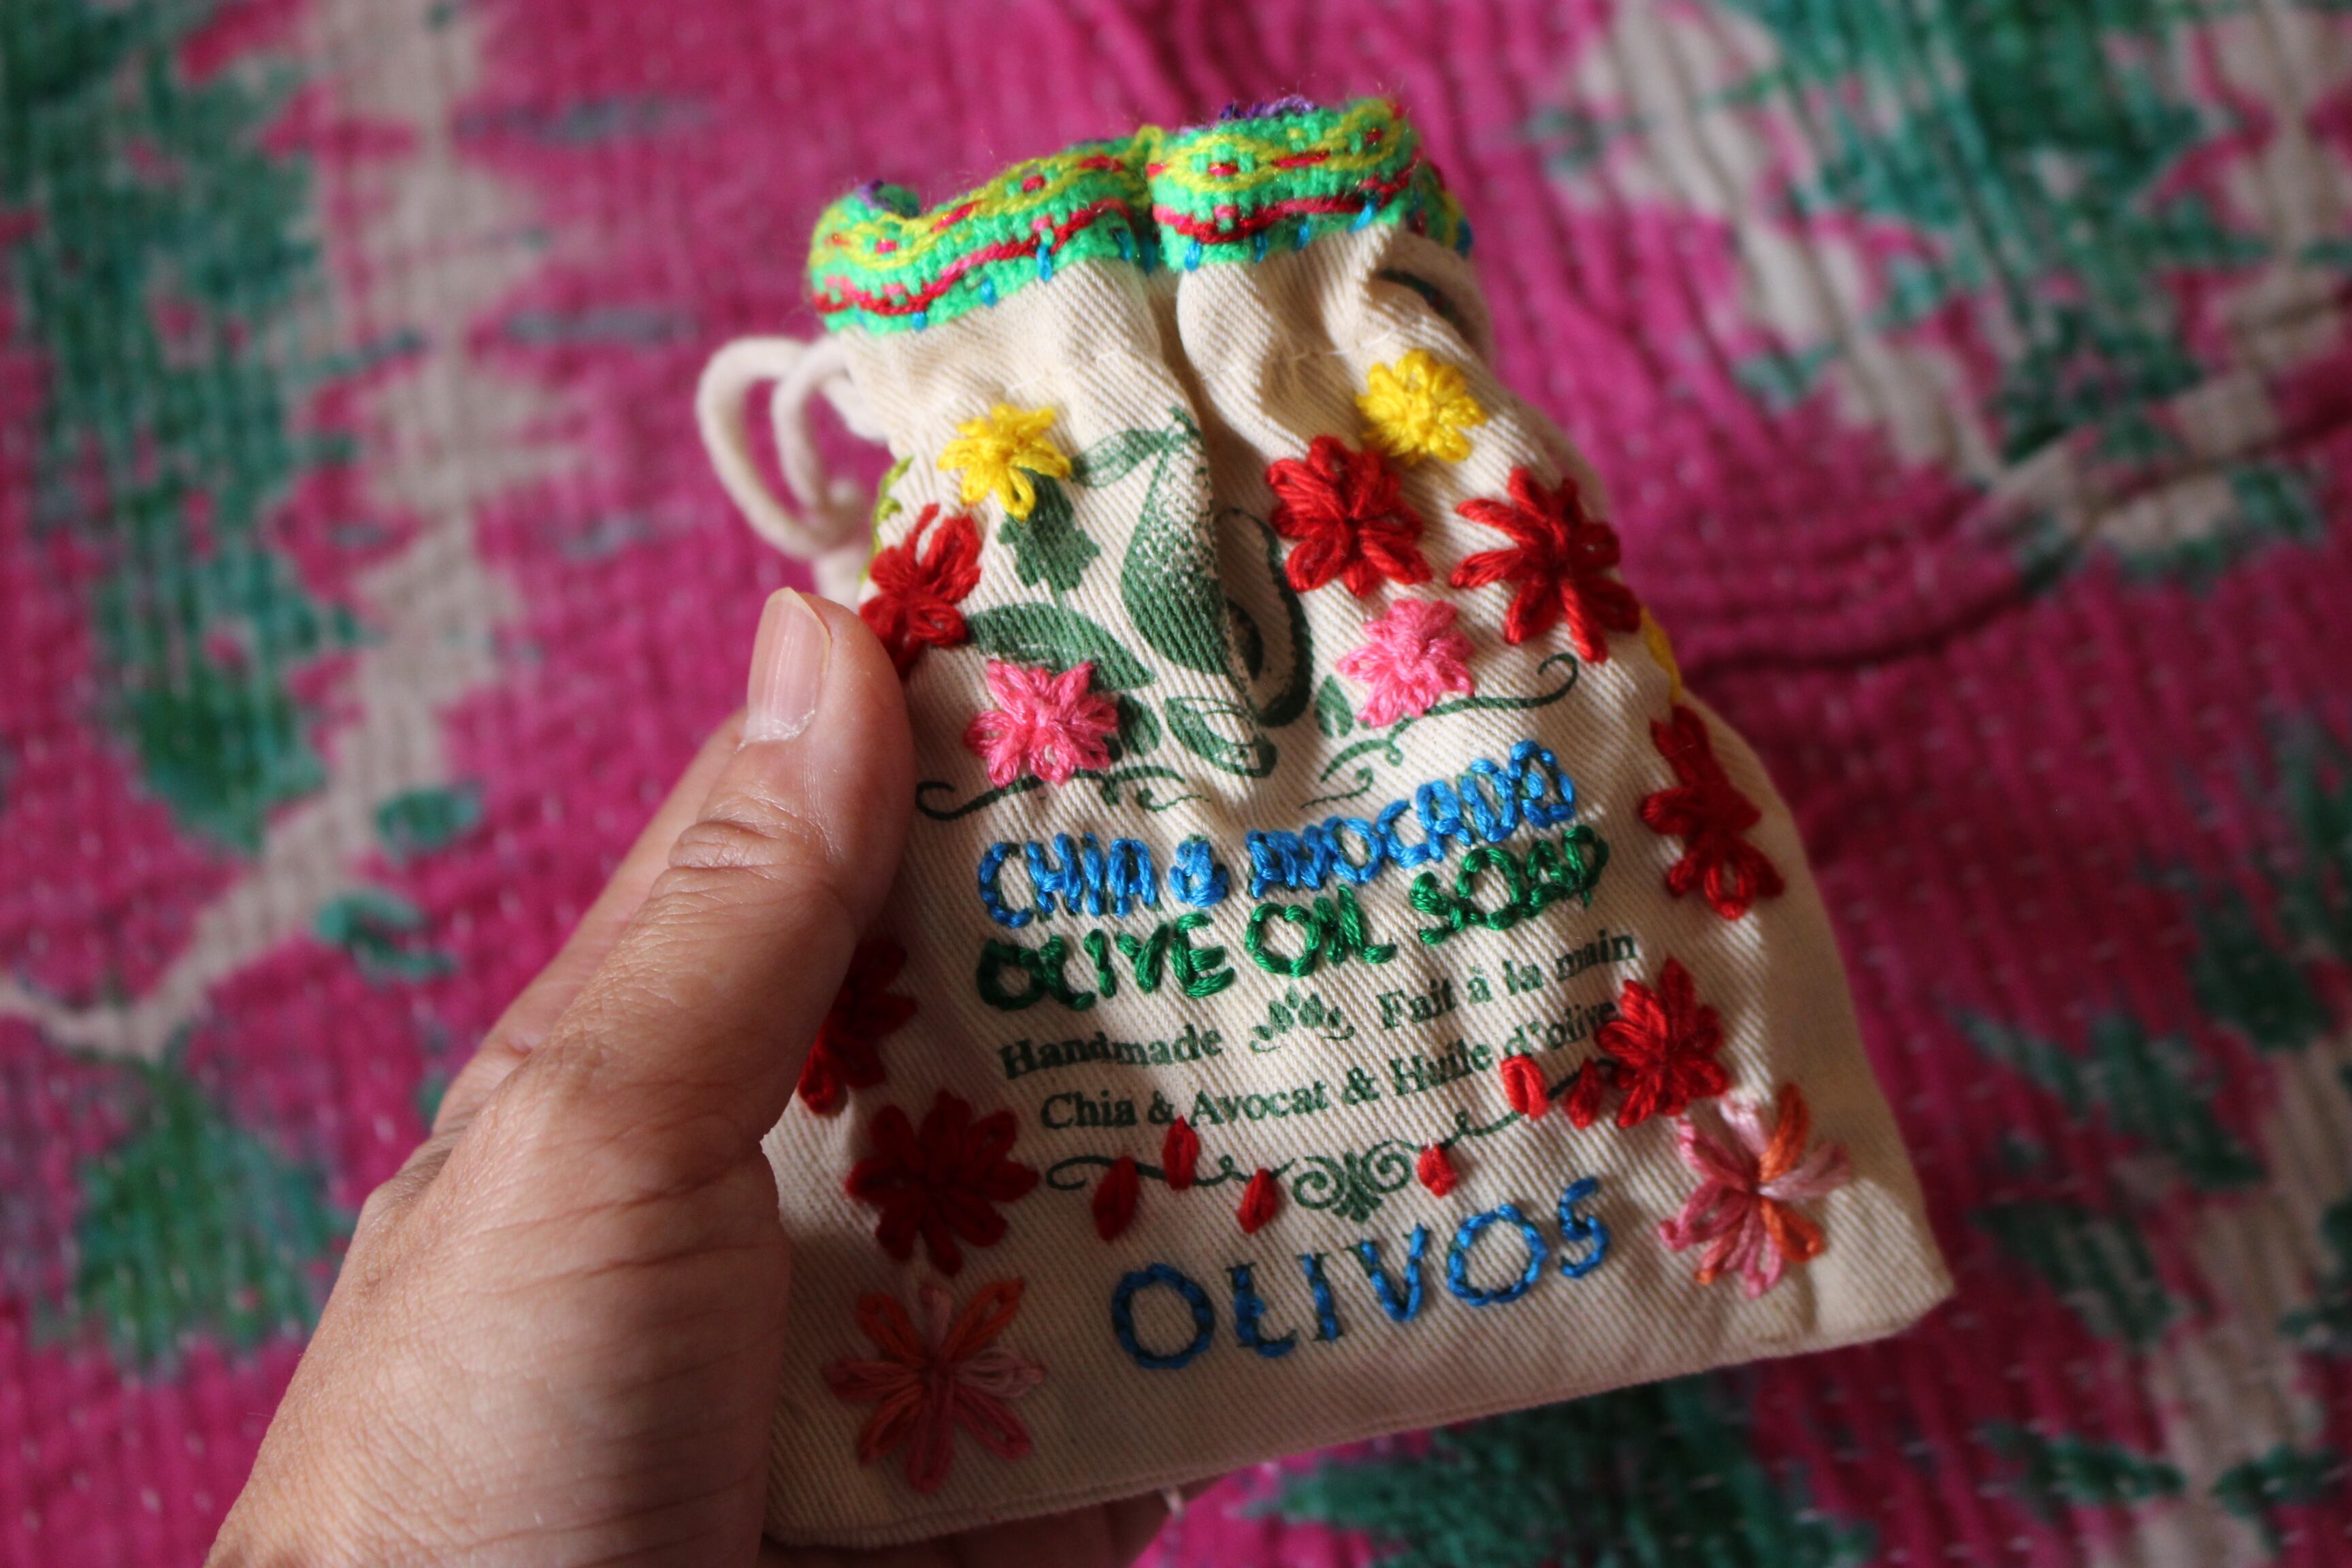 CHIA & AVOCADO
OLIVE OIL SOAP
Handmade Fait à la main
Chia & Avocat & Huile d'olive
OLIVOS